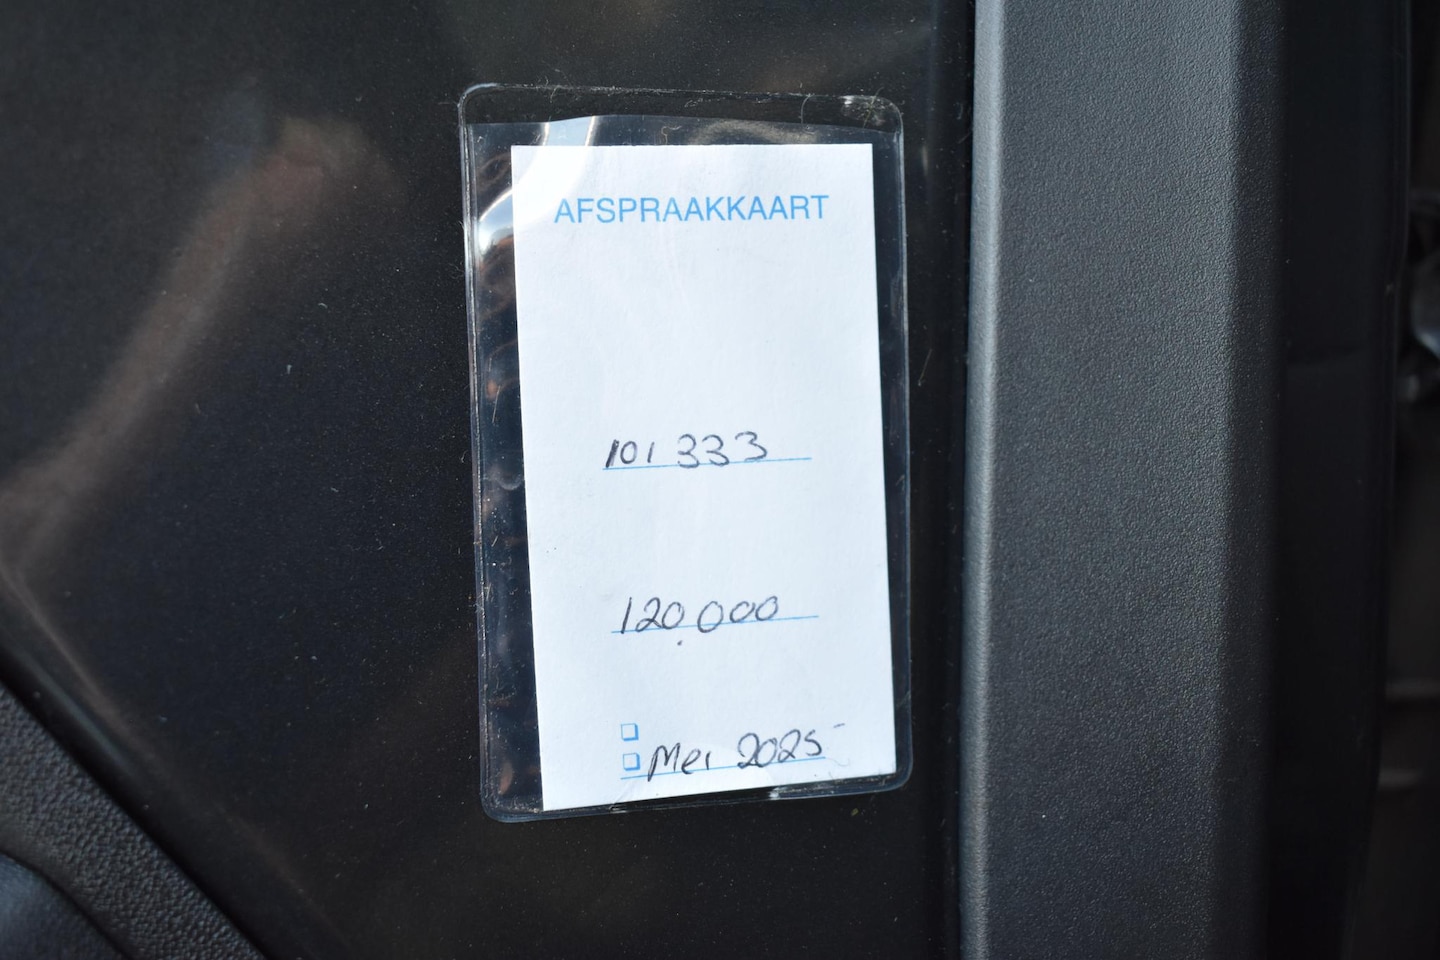 AFSPRAAKKAART
101 333
120.000
Mei 2025